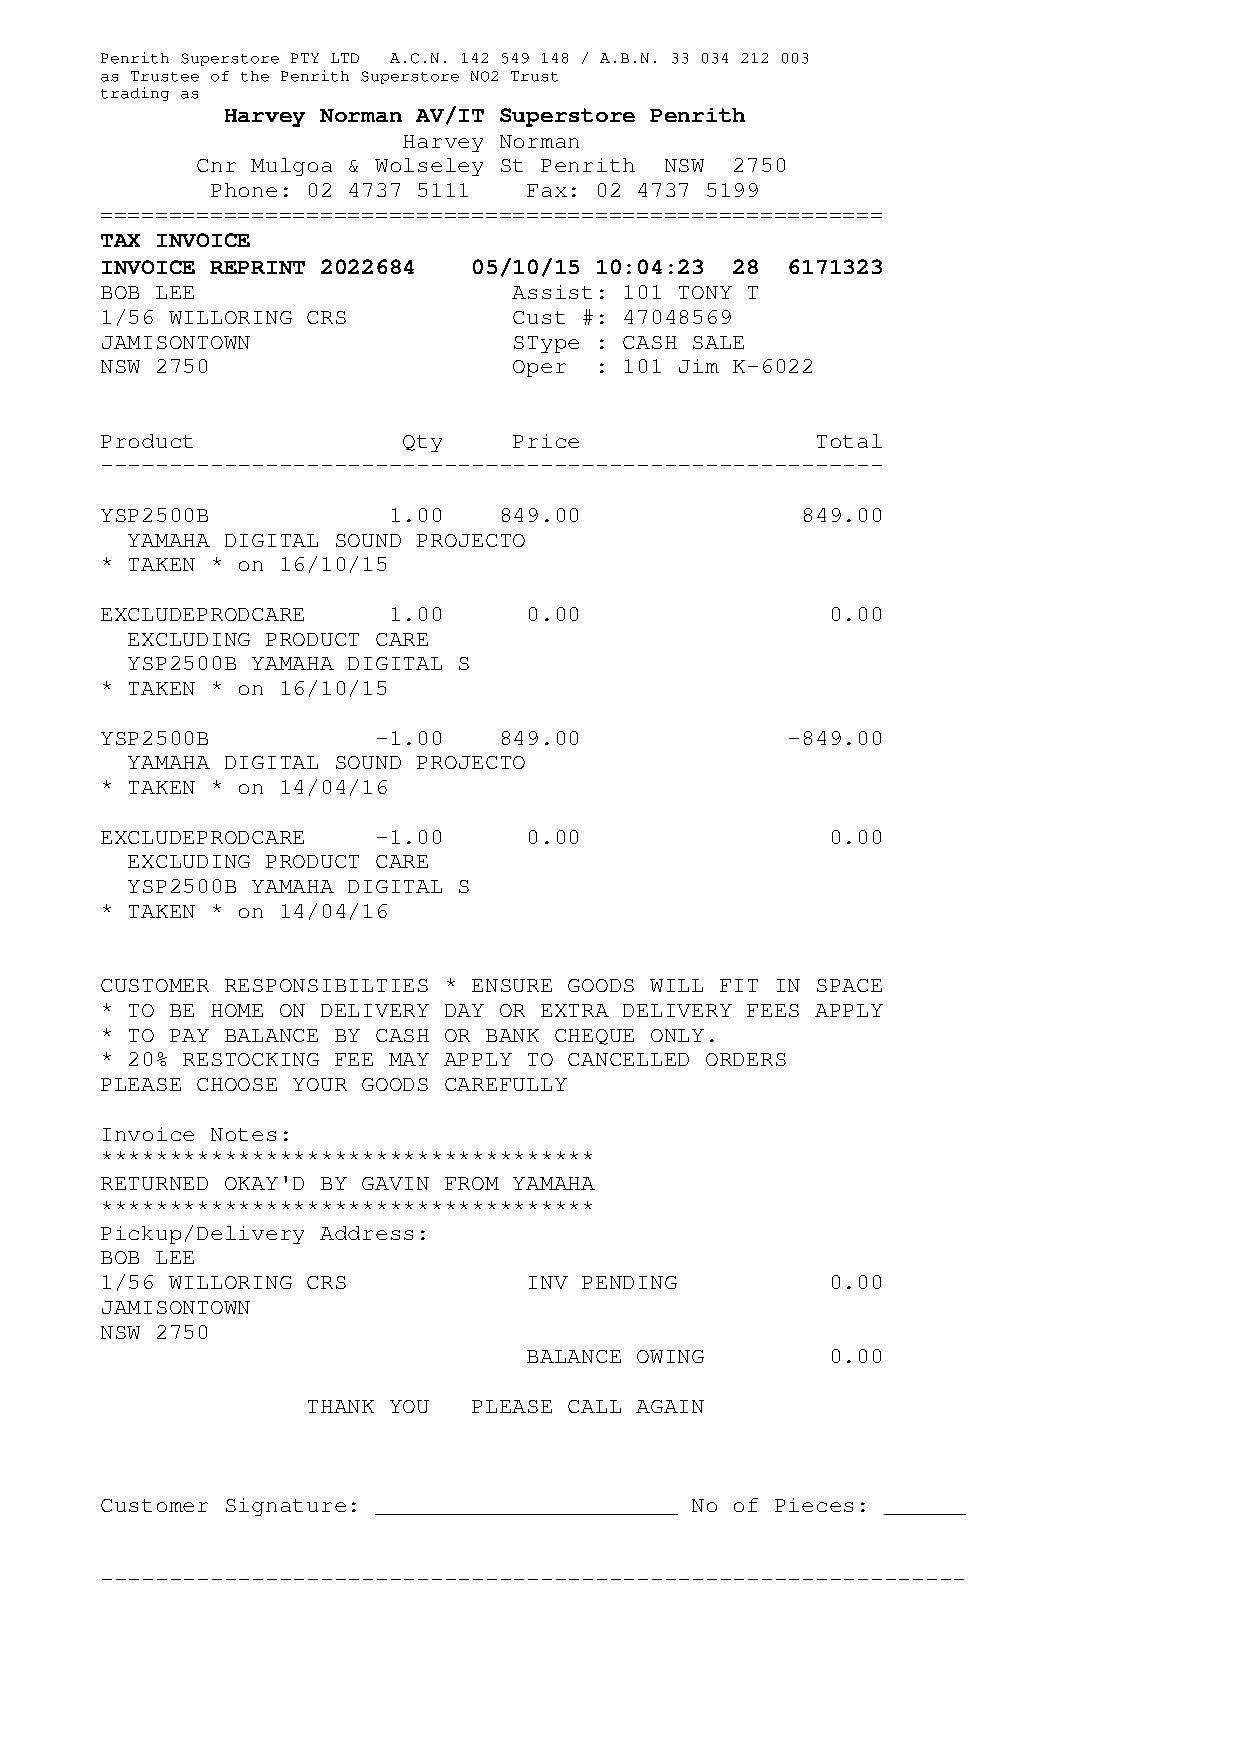 Penrith Superstore PTY LTD   A.C.N. 142 549 148 / A.B.N. 33 034 212 003
as Trustee of the Penrith Superstore NO2 Trust
trading as
Harvey Norman AV/IT Superstore Penrith
Harvey Norman
Cnr Mulgoa & Wolseley St Penrith  NSW  2750
Phone: 02 4737 5111    Fax: 02 4737 5199
=========================================================
TAX INVOICE
INVOICE REPRINT 2022684    05/10/15 10:04:23  28  6171323
BOB LEE                       Assist: 101 TONY T
1/56 WILLORING CRS            Cust #: 47048569
JAMISONTOWN                   SType : CASH SALE
NSW 2750                      Oper  : 101 Jim K-6022
Product               Qty     Price                 Total
---------------------------------------------------------
YSP2500B             1.00    849.00                849.00
YAMAHA DIGITAL SOUND PROJECTO
* TAKEN * on 16/10/15
EXCLUDEPRODCARE      1.00      0.00                  0.00
EXCLUDING PRODUCT CARE
YSP2500B YAMAHA DIGITAL S
* TAKEN * on 16/10/15
YSP2500B            -1.00    849.00               -849.00
YAMAHA DIGITAL SOUND PROJECTO
* TAKEN * on 14/04/16
EXCLUDEPRODCARE     -1.00      0.00                  0.00
EXCLUDING PRODUCT CARE
YSP2500B YAMAHA DIGITAL S
* TAKEN * on 14/04/16
CUSTOMER RESPONSIBILTIES * ENSURE GOODS WILL FIT IN SPACE
* TO BE HOME ON DELIVERY DAY OR EXTRA DELIVERY FEES APPLY
* TO PAY BALANCE BY CASH OR BANK CHEQUE ONLY.
* 20% RESTOCKING FEE MAY APPLY TO CANCELLED ORDERS
PLEASE CHOOSE YOUR GOODS CAREFULLY
Invoice Notes:
************************************
RETURNED OKAY'D BY GAVIN FROM YAMAHA
************************************
Pickup/Delivery Address:
BOB LEE
1/56 WILLORING CRS             INV PENDING           0.00
JAMISONTOWN
NSW 2750
BALANCE OWING         0.00
THANK YOU   PLEASE CALL AGAIN
Customer Signature: ______________________ No of Pieces: ______
---------------------------------------------------------------